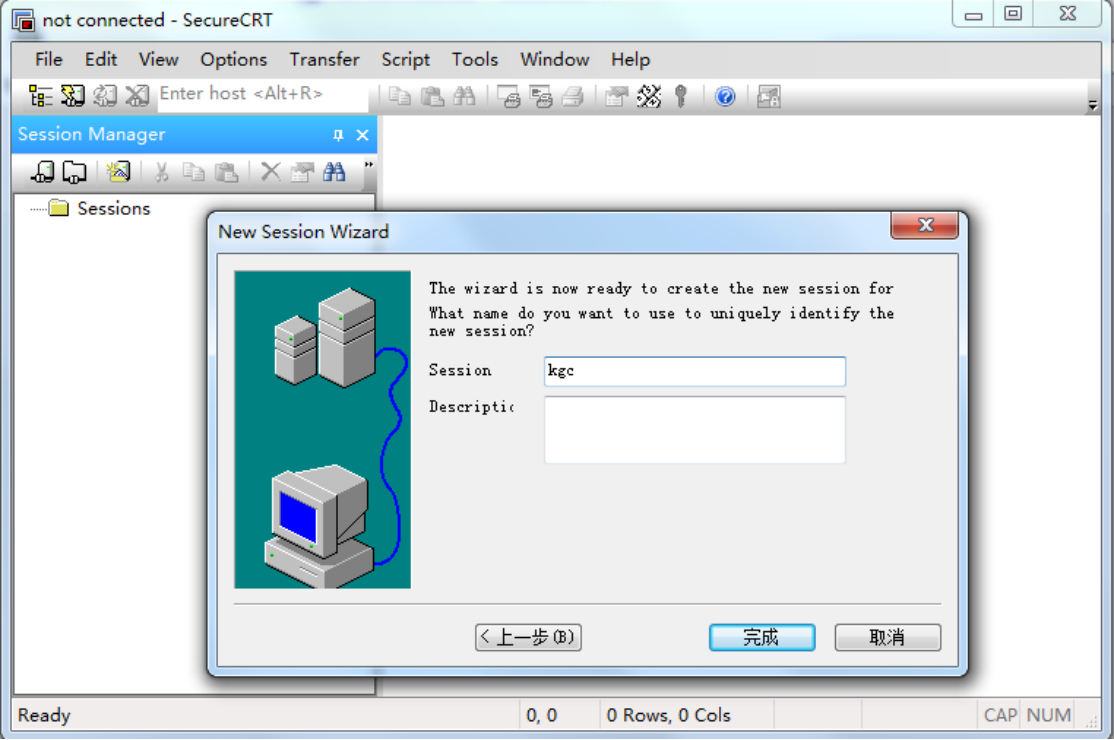 not connected - SecureCRT
File Edit View Options Transfer Script Tools Window Help
Enter host <Alt+R>
Session Manager
Sessions
New Session Wizard
The wizard is now ready to create the new session for
What name do you want to use to uniquely identify the
new session?
Session kgc
Descriptic
< 上一步(B) 完成 取消
Ready 0, 0 0 Rows, 0 Cols CAP NUM